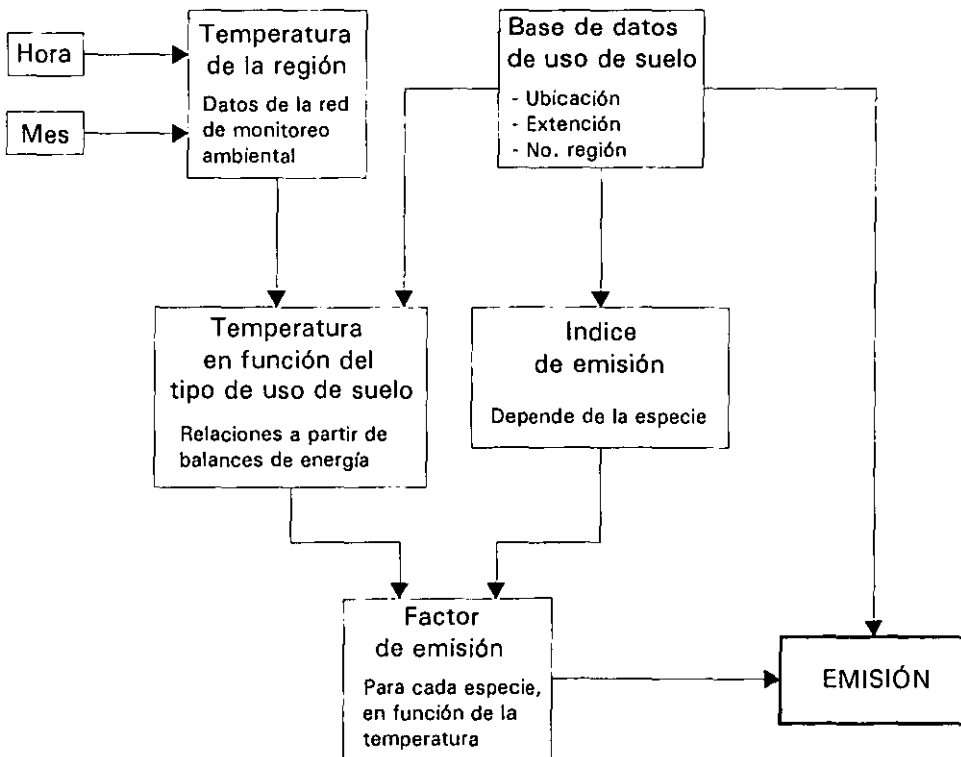 Hora
Mes
Temperatura
de la región
Datos de la red
de monitoreo
ambiental
Base de datos
de uso de suelo
- Ubicación
- Extención
- No. región
Temperatura
en función del
tipo de uso de suelo
Relaciones a partir de
balances de energía
Indice
de emisión
Depende de la especie
Factor
de emisión
Para cada especie,
en función de la
temperatura
EMISIÓN